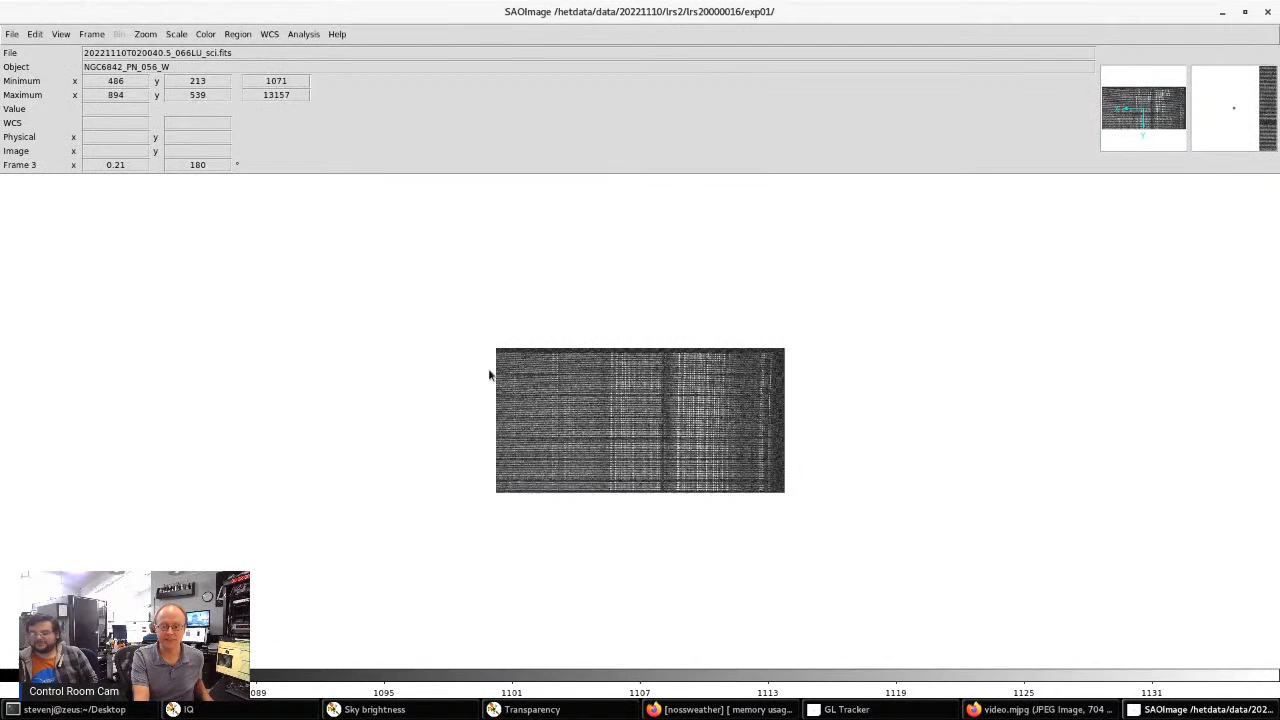 SAOImage /hetdata/data/20221110/lrs2/lrs20000016/exp01/
File Edit View Frame Bin Zoom Scale Color Region WCS Analysis Help
File 20221110T020040.5_066LU_sci.fits
Object NGC6842_PN_056_W
Minimum x 486 y 213 1071
Maximum x 894 y 539 13157
Value
WCS
Physical x y
Image x y
Frame 3 x 0.21 180 °
Y
Control Room Cam
089 1095 1101 1107 1113 1119 1125 1131
stevenj@zeus:~/Desktop IQ Sky brightness Transparency [nossweather] [ memory usag... GL Tracker video.mjpg (JPEG Image, 704 ... SAOImage /hetdata/data/202...